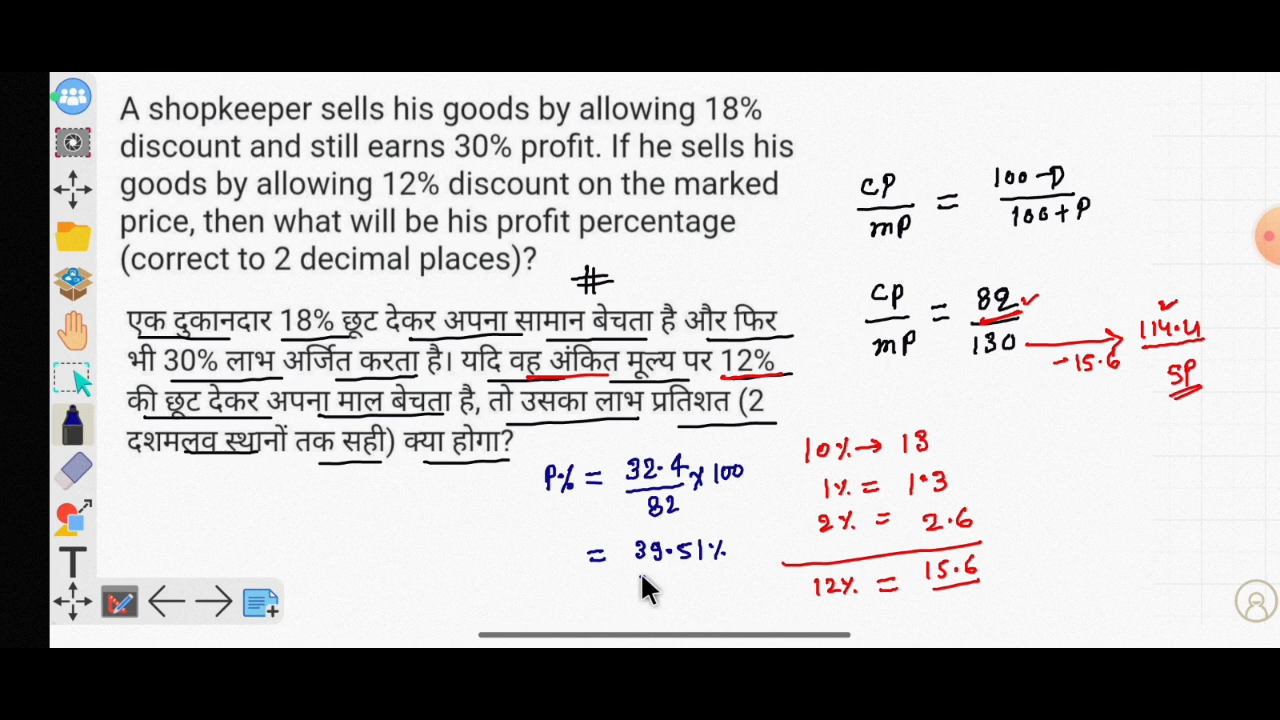 A shopkeeper sells his goods by allowing 18%
discount and still earns 30% profit. If he sells his
goods by allowing 12% discount on the marked
price, then what will be his profit percentage
(correct to 2 decimal places)?
#
एक दुकानदार 18% छूट देकर अपना सामान बेचता है और फिर
भी 30% लाभ अर्जित करता है। यदि वह अंकित मूल्य पर 12%
की छूट देकर अपना माल बेचता है, तो उसका लाभ प्रतिशत (2
दशमलव स्थानों तक सही) क्या होगा?
CP/MP = 100-D/100+P
CP/MP = 82/130
-15.6
114.4
SP
10% → 13
1% = 1.3
2% = 2.6
12% = 15.6
P.% = 32.4/82 x 100
= 39.51%
T